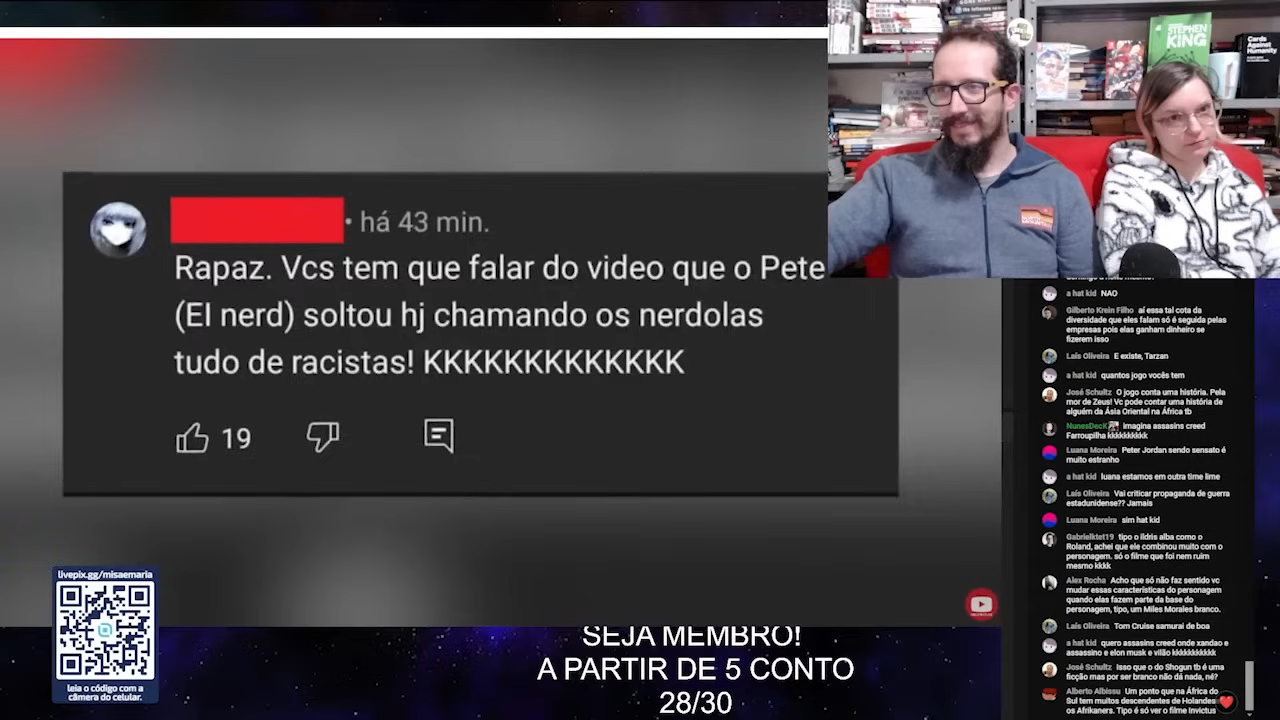 STEPHEN
KING
Cards
Against
Humanity
• há 43 min.
Rapaz. Vcs tem que falar do video que o Pete
(EI nerd) soltou hj chamando os nerdolas
tudo de racistas! KKKKKKKKKKKKK
19
a hat kid NAO
Gilberto Krein Filho aí essa tal cota da
diversidade que eles falam só é seguida pelas
empresas pois elas ganham dinheiro se
fizerem isso
Laís Oliveira E existe, Tarzan
a hat kid quantos jogo vocês tem
José Schultz O jogo conta uma história. Pela
mor de Zeus! Vc pode contar uma história de
alguém da Ásia Oriental na África tb
NunesDecK imagina assasins creed
Farroupilha kkkkkkkkkk
Luana Moreira Peter Jordan sendo sensato é
muito estranho
a hat kid luana estamos em outra time lime
Laís Oliveira Vai criticar propaganda de guerra
estadunidense?? Jamais
Luana Moreira sim hat kid
Gabrielktet19 tipo o ildris alba como o
Roland, achei que ele combinou muito com o
personagem. só o filme que foi nem ruim
mesmo kkkk
Alex Rocha Acho que só não faz sentido vc
mudar essas características do personagem
quando elas fazem parte da base do
personagem, tipo, um Miles Morales branco.
Laís Oliveira Tom Cruise samurai de boa
a hat kid quero assasins creed onde xandao e
assassino e elon musk e vilão kkkkkkkkkkk
José Schultz Isso que o do Shogun tb é uma
ficção mas por ser branco não dá nada, né?
Alberto Albissu Um ponto que na África do
Sul tem muitos descendentes de Holandes
os Afrikaners. Tipo é só ver o filme Invictus
livepix.gg/misaemaria
leia o código com a
câmera do celular.
SEJA MEMBRO!
A PARTIR DE 5 CONTO
28/30